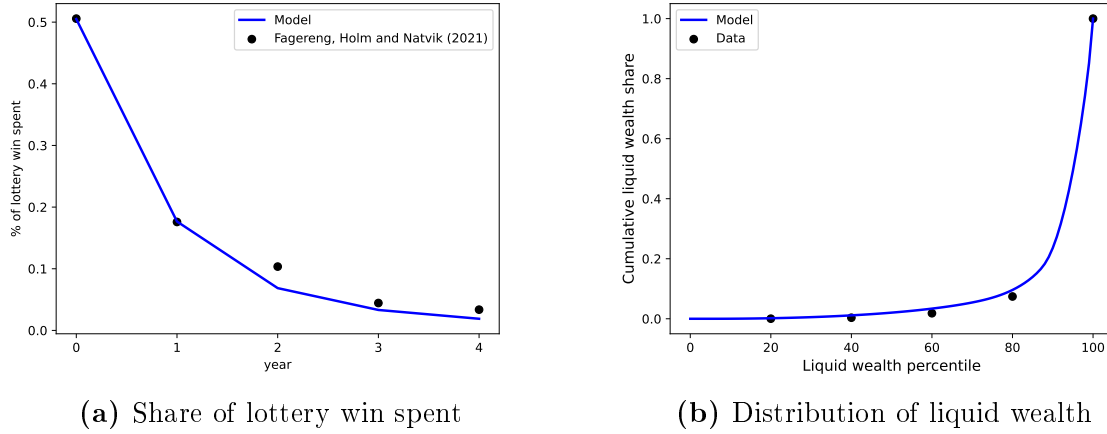 % of lottery win spent
0.5
0.4
0.3
0.2
0.1
0.0
0 1 2 3 4
year
Model
Fagereng, Holm and Natvik (2021)
(a) Share of lottery win spent
Cumulative liquid wealth share
1.0
0.8
0.6
0.4
0.2
0.0
0 20 40 60 80 100
Liquid wealth percentile
Model
Data
(b) Distribution of liquid wealth